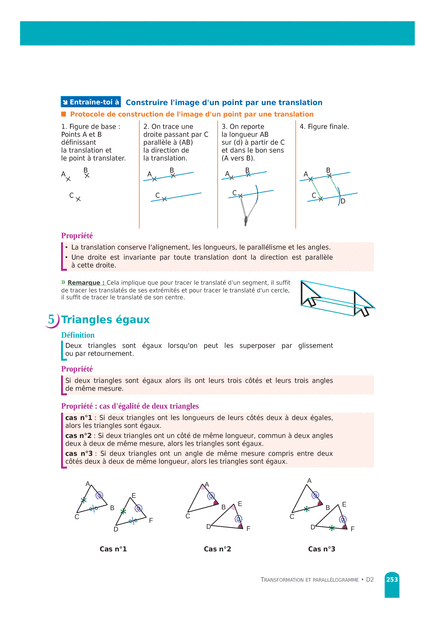 Entraîne-toi à Construire l'image d'un point par une translation
Protocole de construction de l'image d'un point par une translation
1. Figure de base :
Points A et B
définissant
la translation et
le point à translater.
2. On trace une
droite passant par C
parallèle à (AB)
la direction de
la translation.
3. On reporte
la longueur AB
sur (d) à partir de C
et dans le bon sens
(A vers B).
4. Figure finale.
A B
C
A B
C
A B
C
A B
C
D
Propriété
• La translation conserve l'alignement, les longueurs, le parallélisme et les angles.
• Une droite est invariante par toute translation dont la direction est parallèle
à cette droite.
» Remarque : Cela implique que pour tracer le translaté d'un segment, il suffit
de tracer les translatés de ses extrémités et pour tracer le translaté d'un cercle,
il suffit de tracer le translaté de son centre.
5 Triangles égaux
Définition
Deux triangles sont égaux lorsqu'on peut les superposer par glissement
ou par retournement.
Propriété
Si deux triangles sont égaux alors ils ont leurs trois côtés et leurs trois angles
de même mesure.
Propriété : cas d'égalité de deux triangles
cas n°1 : Si deux triangles ont les longueurs de leurs côtés deux à deux égales,
alors les triangles sont égaux.
cas n°2 : Si deux triangles ont un côté de même longueur, commun à deux angles
deux à deux de même mesure, alors les triangles sont égaux.
cas n°3 : Si deux triangles ont un angle de même mesure compris entre deux
côtés deux à deux de même longueur, alors les triangles sont égaux.
A
B
C
E
D
F
A
B
C
E
D
F
A
B
C
E
D
F
Cas n°1
Cas n°2
Cas n°3
TRANSFORMATION ET PARALLÉLOGRAMME • D2 253